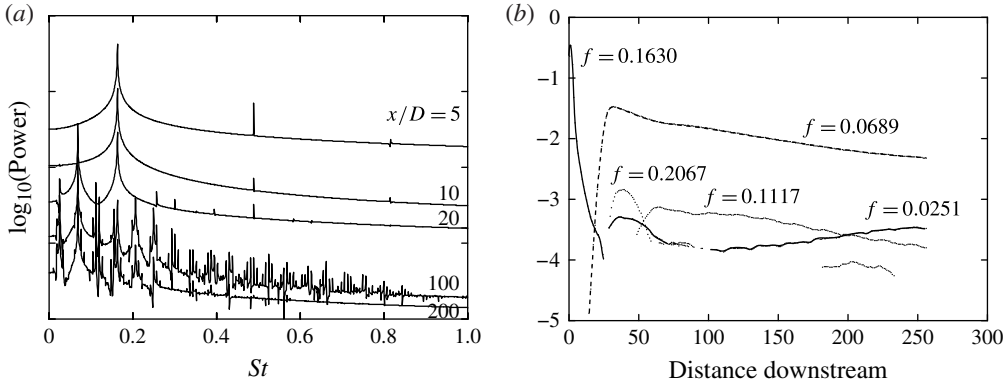 (a)
log10(Power)
x/D = 5
10
20
100
200
0
0.2
0.4
0.6
0.8
1.0
St
(b)
0
−1
−2
−3
−4
−5
f = 0.1630
f = 0.0689
f = 0.2067
f = 0.1117
f = 0.0251
0
50
100
150
200
250
300
Distance downstream